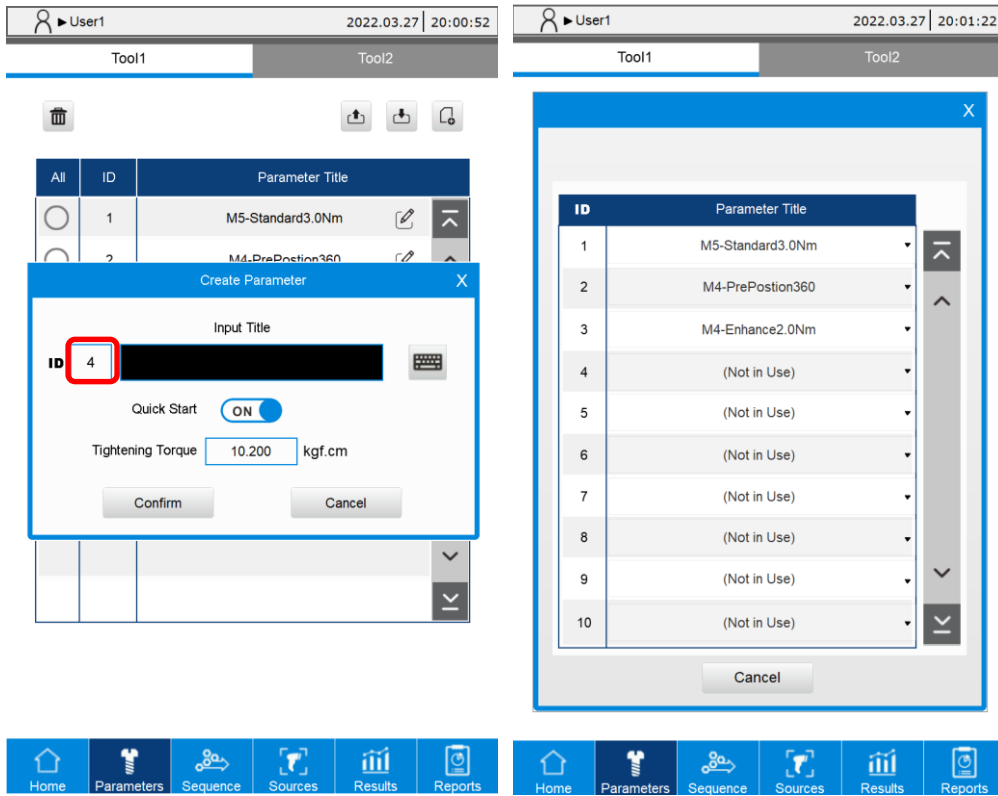 ►User1 2022.03.27 20:00:52
Tool1 Tool2
All ID Parameter Title
1 M5-Standard3.0Nm
2 M4-PrePostion360
Create Parameter X
Input Title
ID 4
Quick Start ON
Tightening Torque 10.200 kgf.cm
Confirm Cancel
Home Parameters Sequence Sources Results Reports
►User1 2022.03.27 20:01:22
Tool1 Tool2
X
ID Parameter Title
1 M5-Standard3.0Nm
2 M4-PrePostion360
3 M4-Enhance2.0Nm
4 (Not in Use)
5 (Not in Use)
6 (Not in Use)
7 (Not in Use)
8 (Not in Use)
9 (Not in Use)
10 (Not in Use)
Cancel
Home Parameters Sequence Sources Results Reports